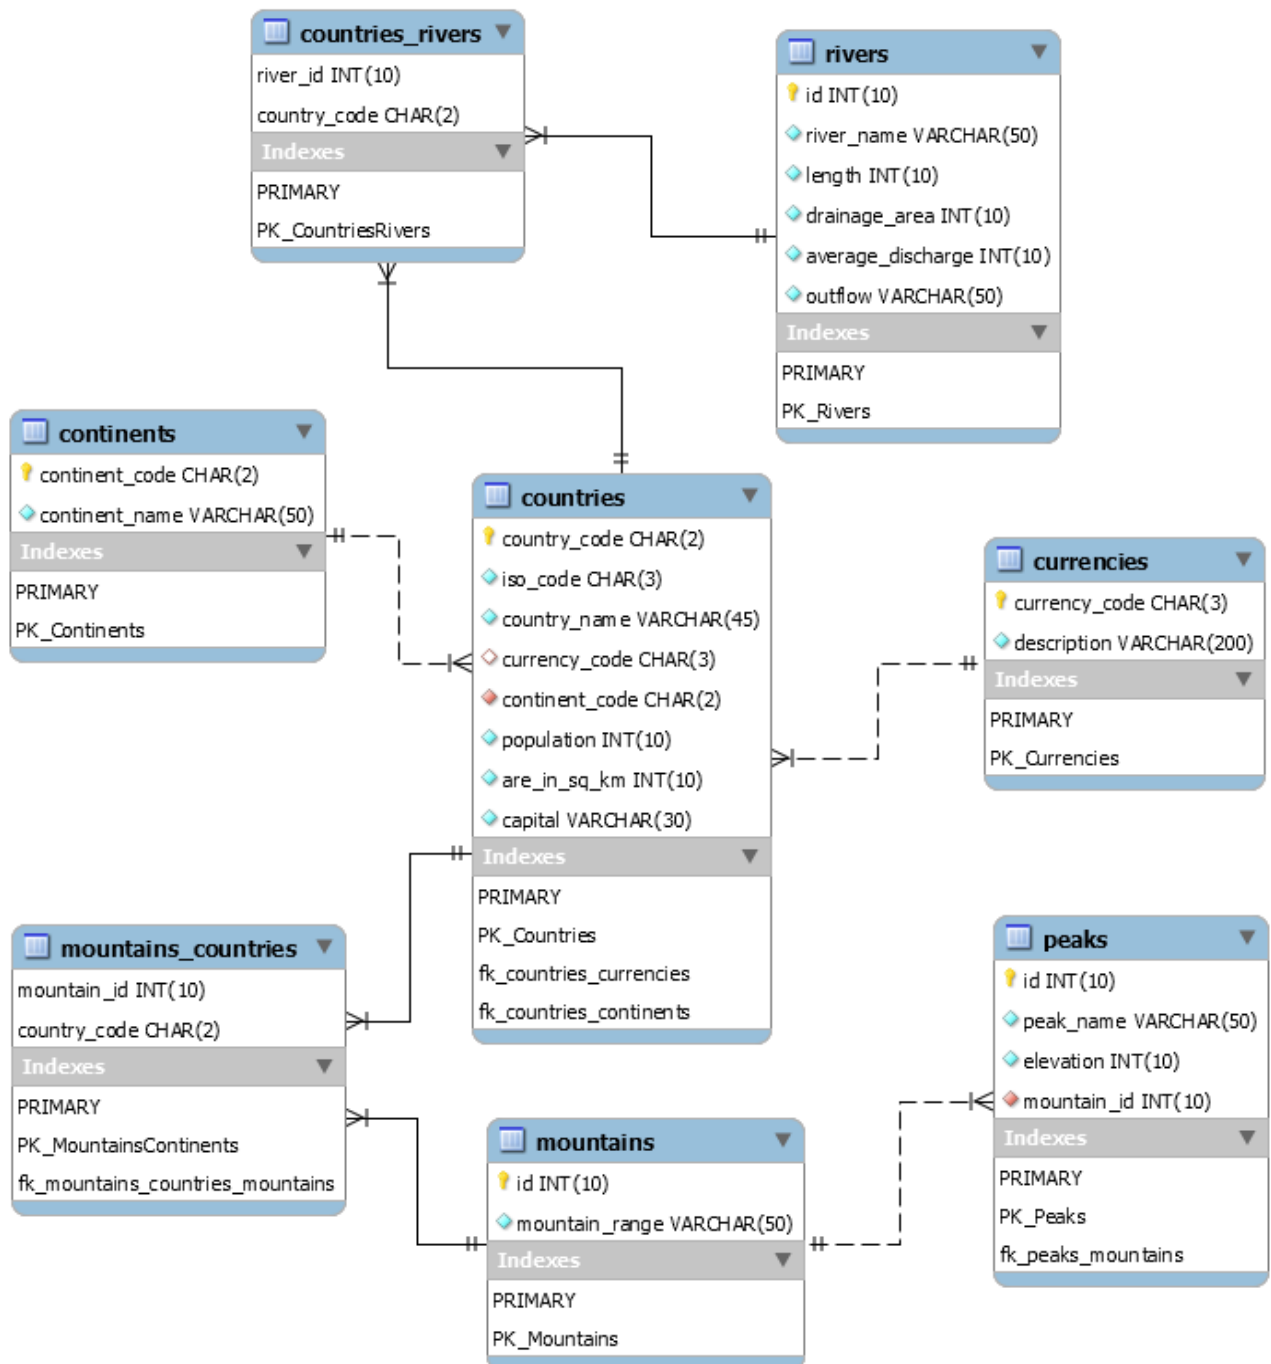 countries_rivers
river_id INT(10)
country_code CHAR(2)
Indexes
PRIMARY
PK_CountriesRivers
rivers
id INT(10)
river_name VARCHAR(50)
length INT(10)
drainage_area INT(10)
average_discharge INT(10)
outflow VARCHAR(50)
Indexes
PRIMARY
PK_Rivers
continents
continent_code CHAR(2)
continent_name VARCHAR(50)
Indexes
PRIMARY
PK_Continents
countries
country_code CHAR(2)
iso_code CHAR(3)
country_name VARCHAR(45)
currency_code CHAR(3)
continent_code CHAR(2)
population INT(10)
are_in_sq_km INT(10)
capital VARCHAR(30)
Indexes
PRIMARY
PK_Countries
fk_countries_currencies
fk_countries_continents
currencies
currency_code CHAR(3)
description VARCHAR(200)
Indexes
PRIMARY
PK_Currencies
mountains_countries
mountain_id INT(10)
country_code CHAR(2)
Indexes
PRIMARY
PK_MountainsContinents
fk_mountains_countries_mountains
mountains
id INT(10)
mountain_range VARCHAR(50)
Indexes
PRIMARY
PK_Mountains
peaks
id INT(10)
peak_name VARCHAR(50)
elevation INT(10)
mountain_id INT(10)
Indexes
PRIMARY
PK_Peaks
fk_peaks_mountains